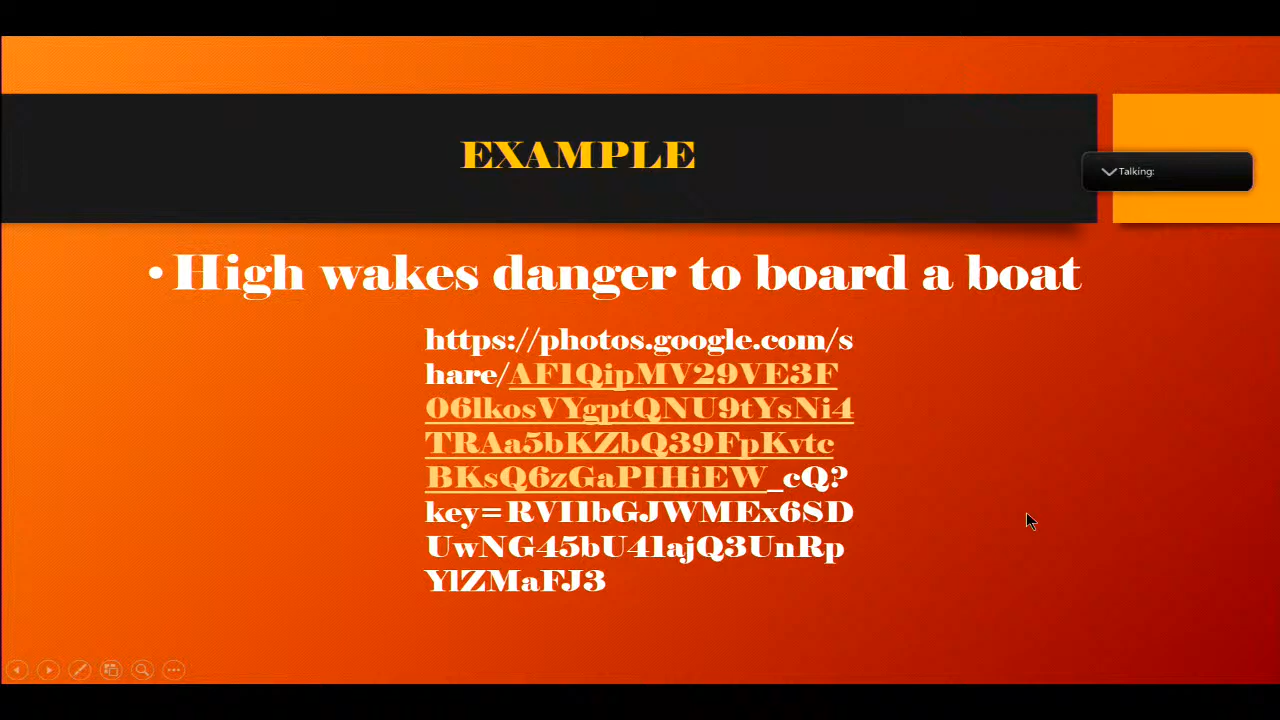 EXAMPLE
Talking:
• High wakes danger to board a boat
https://photos.google.com/s
hare/AF1QipMV29VE3F
06lkosVYgptQNU9tYsNi4
TRAa5bKZbQ39FpKvtc
BKsQ6zGaPIHiEW_cQ?
key=RVI1bGJWMEx6SD
UwNG45bU41ajQ3UnRp
YlZMaFJ3